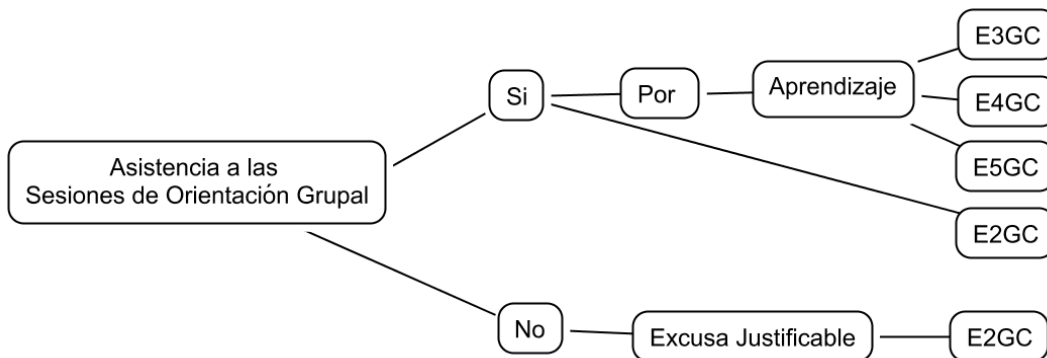 Asistencia a las
Sesiones de Orientación Grupal
Si
Por
Aprendizaje
E3GC
E4GC
E5GC
E2GC
No
Excusa Justificable
E2GC